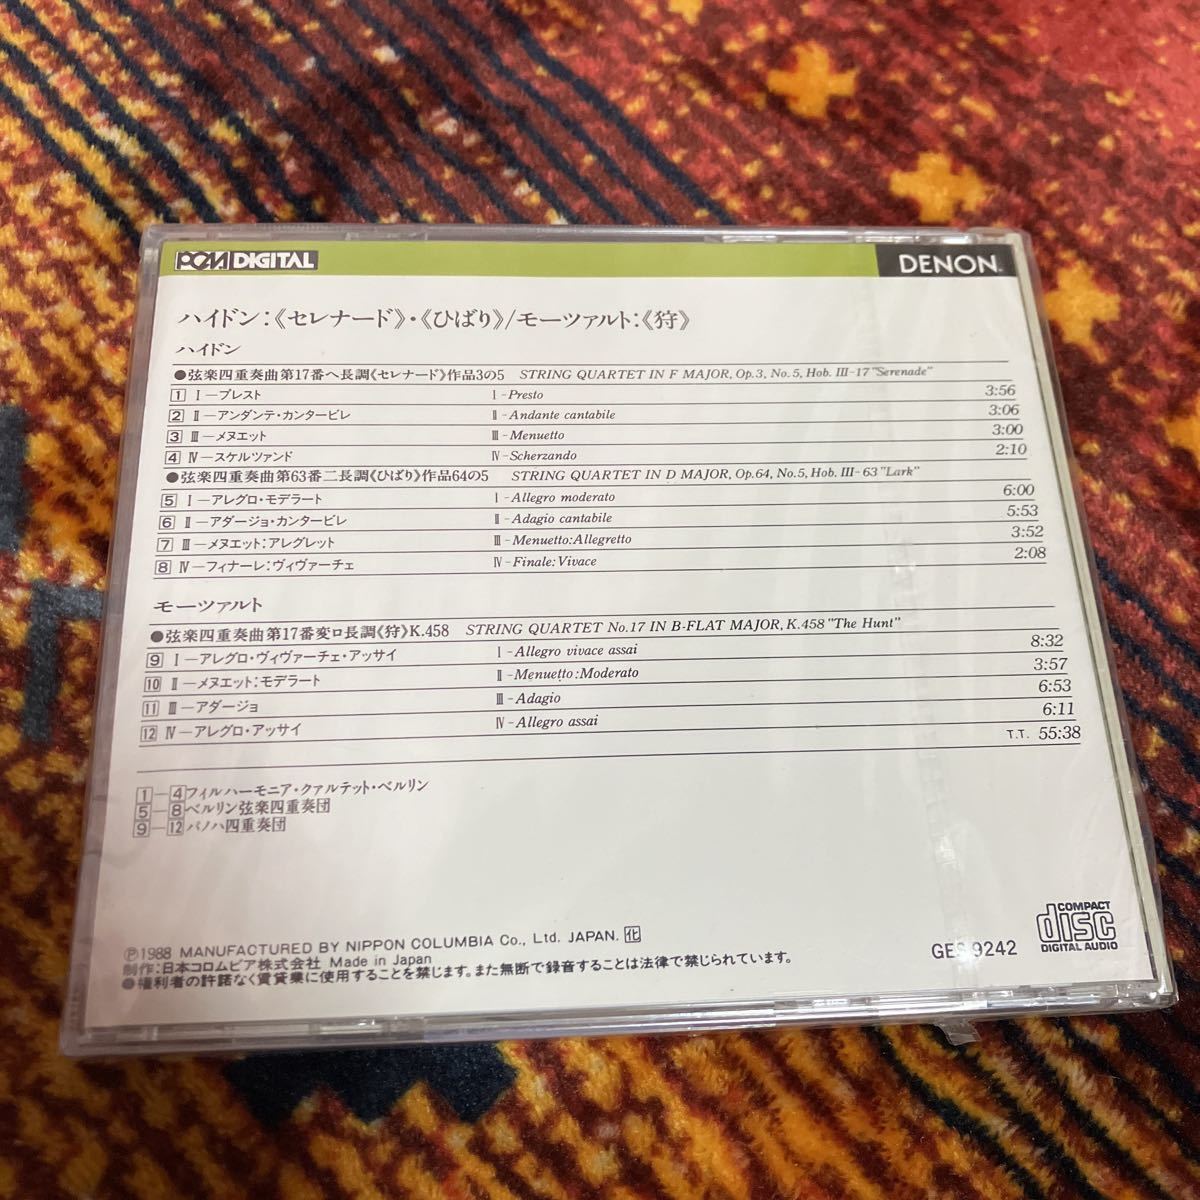 PCM DIGITAL
DENON
ハイドン:《セレナード》・《ひばり》/モーツァルト:《狩》
ハイドン
●弦楽四重奏曲第17番ヘ長調《セレナード》作品3の5 STRING QUARTET IN F MAJOR, Op.3, No.5, Hob. III-17 "Serenade"
1 I―プレスト I-Presto 3:56
2 II―アンダンテ・カンタービレ II-Andante cantabile 3:06
3 III―メヌエット III-Menuetto 3:00
4 IV―スケルツァンド IV-Scherzando 2:10
●弦楽四重奏曲第63番ニ長調《ひばり》作品64の5 STRING QUARTET IN D MAJOR, Op.64, No.5, Hob. III-63 "Lark"
5 I―アレグロ・モデラート I-Allegro moderato 6:00
6 II―アダージョ・カンタービレ II-Adagio cantabile 5:53
7 III―メヌエット:アレグレット III-Menuetto:Allegretto 3:52
8 IV―フィナーレ:ヴィヴァーチェ IV-Finale:Vivace 2:08
モーツァルト
●弦楽四重奏曲第17番変ロ長調《狩》K.458 STRING QUARTET No.17 IN B-FLAT MAJOR, K.458 "The Hunt"
9 I―アレグロ・ヴィヴァーチェ・アッサイ I-Allegro vivace assai 8:32
10 II―メヌエット:モデラート II-Menuetto:Moderato 3:57
11 III―アダージョ III-Adagio 6:53
12 IV―アレグロ・アッサイ IV-Allegro assai 6:11
T.T. 55:38
1―4フィルハーモニア・クァルテット・ベルリン
5―8ベルリン弦楽四重奏団
9―12パノハ四重奏団
Ⓟ1988 MANUFACTURED BY NIPPON COLUMBIA Co., Ltd. JAPAN. 化
制作:日本コロムビア株式会社 Made in Japan
●権利者の許諾なく賃貸業に使用することを禁じます。また無断で録音することは法律で禁じられています。
GES-9242
COMPACT
disc
DIGITAL AUDIO